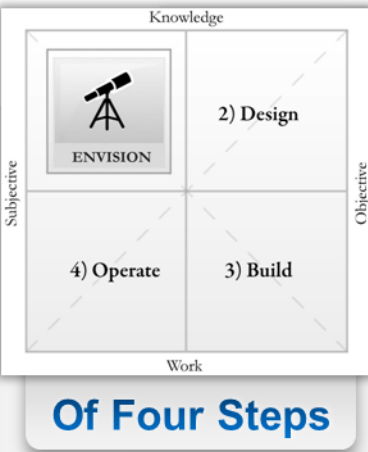 Knowledge
ENVISION
2) Design
Subjective
Objective
4) Operate
3) Build
Work
Of Four Steps